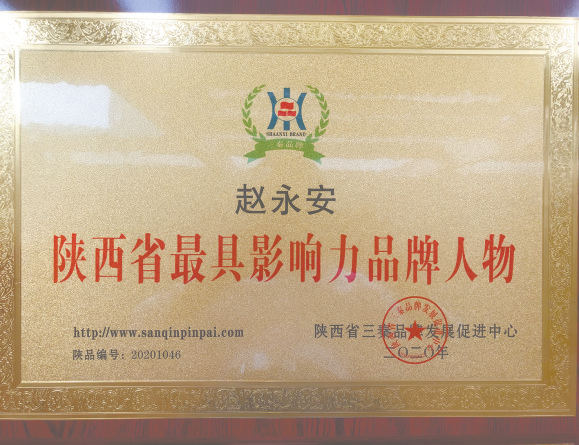 SHAANXI BRAND
三秦品牌
赵永安
陕西省最具影响力品牌人物
http://www.sanqinpinpai.com
陕西省三秦品牌发展促进中心
陕品编号：20201046
二〇二〇年